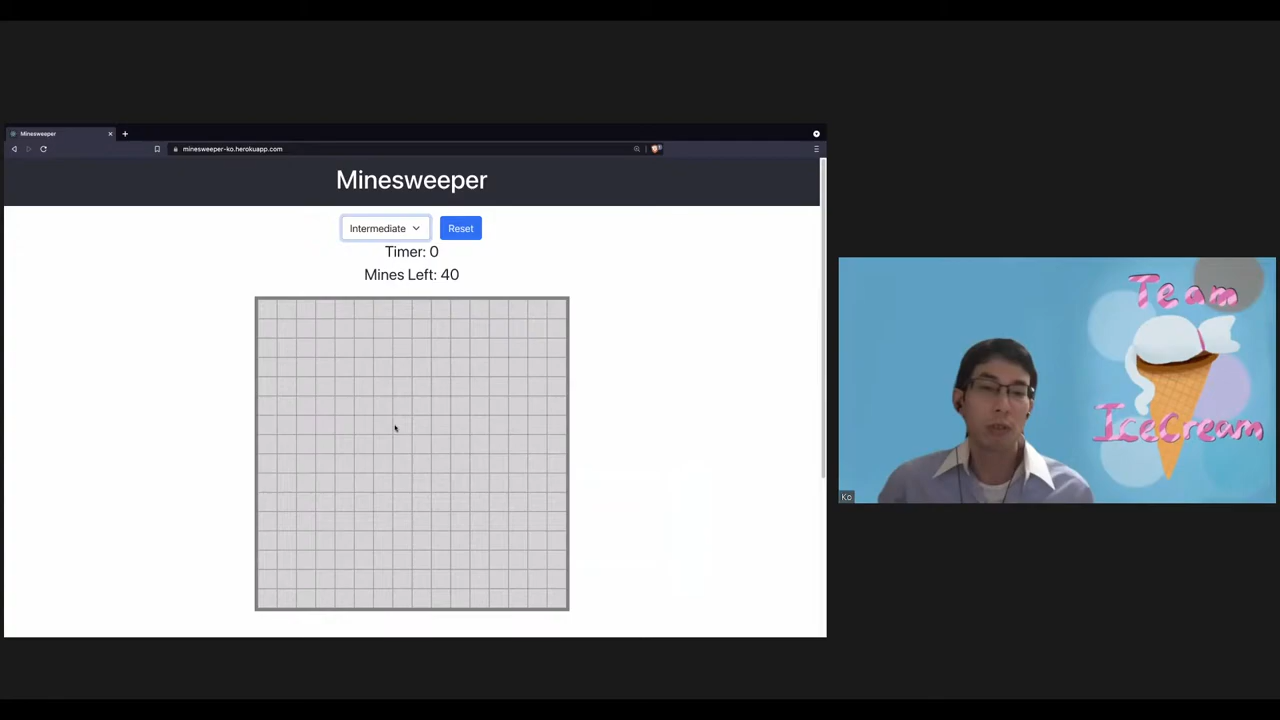 Minesweeper
minesweeper-ko.herokuapp.com
Minesweeper
Intermediate
Reset
Timer: 0
Mines Left: 40
Team
IceCream
Ko